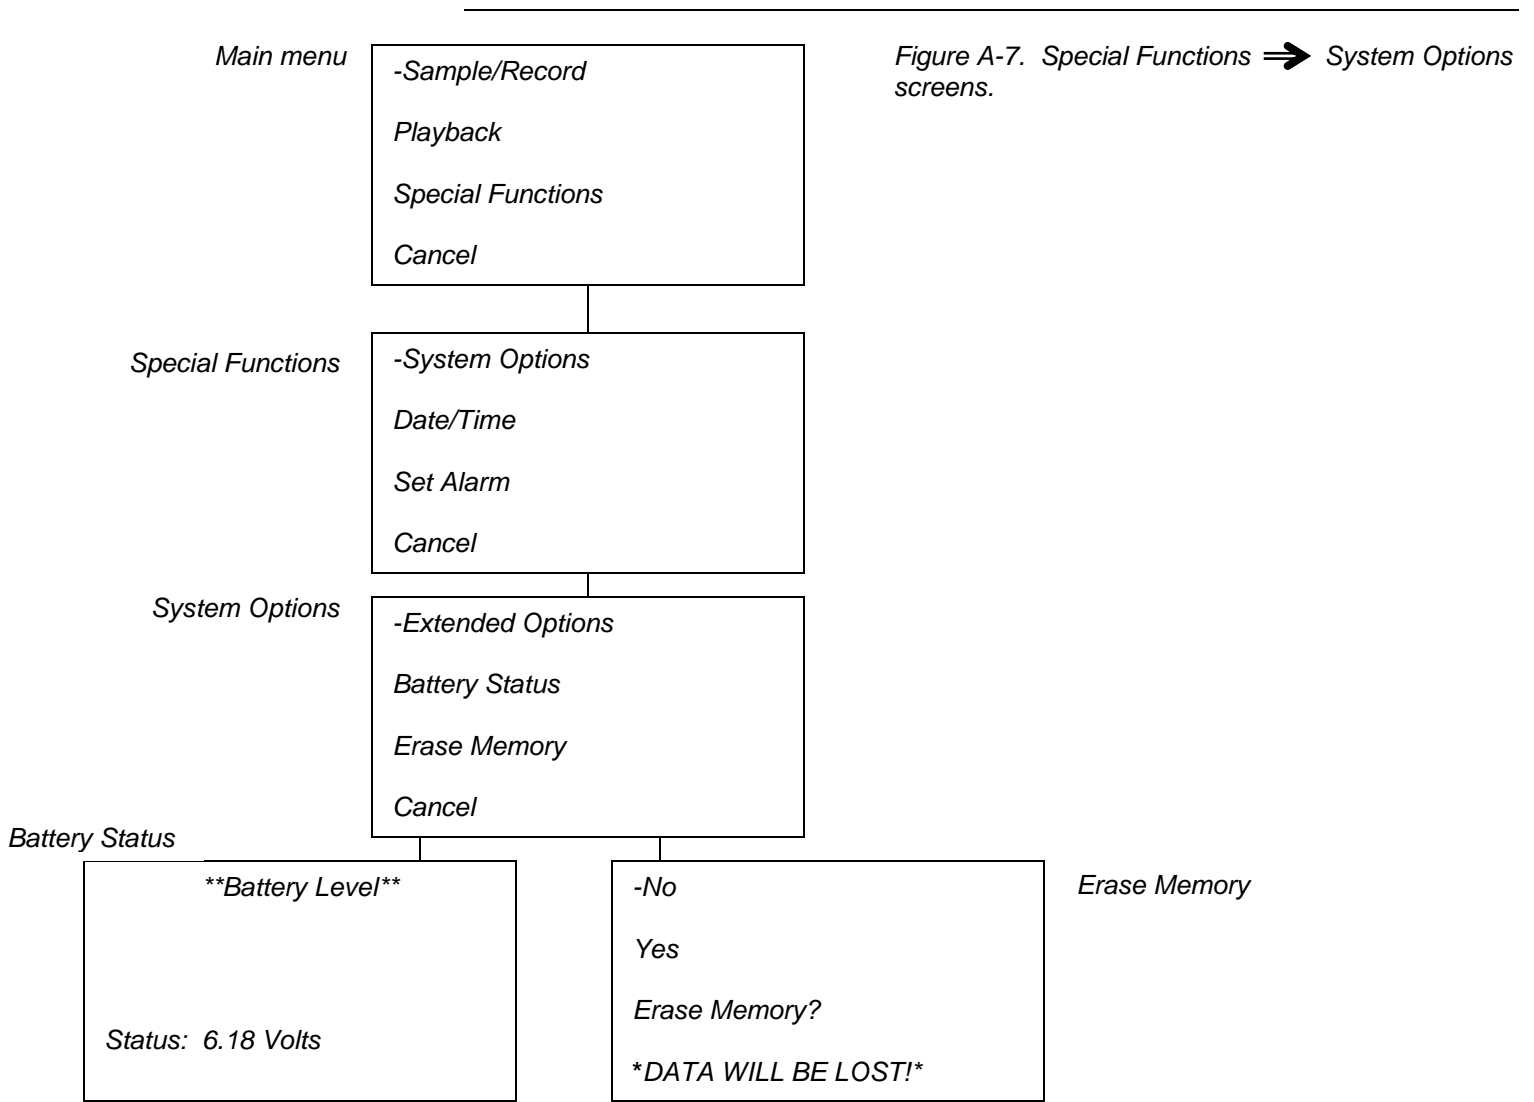 Main menu
-Sample/Record
Playback
Special Functions
Cancel
Figure A-7. Special Functions ⇒ System Options
screens.
Special Functions
-System Options
Date/Time
Set Alarm
Cancel
System Options
-Extended Options
Battery Status
Erase Memory
Cancel
Battery Status
**Battery Level**
Status: 6.18 Volts
-No
Yes
Erase Memory?
*DATA WILL BE LOST!*
Erase Memory